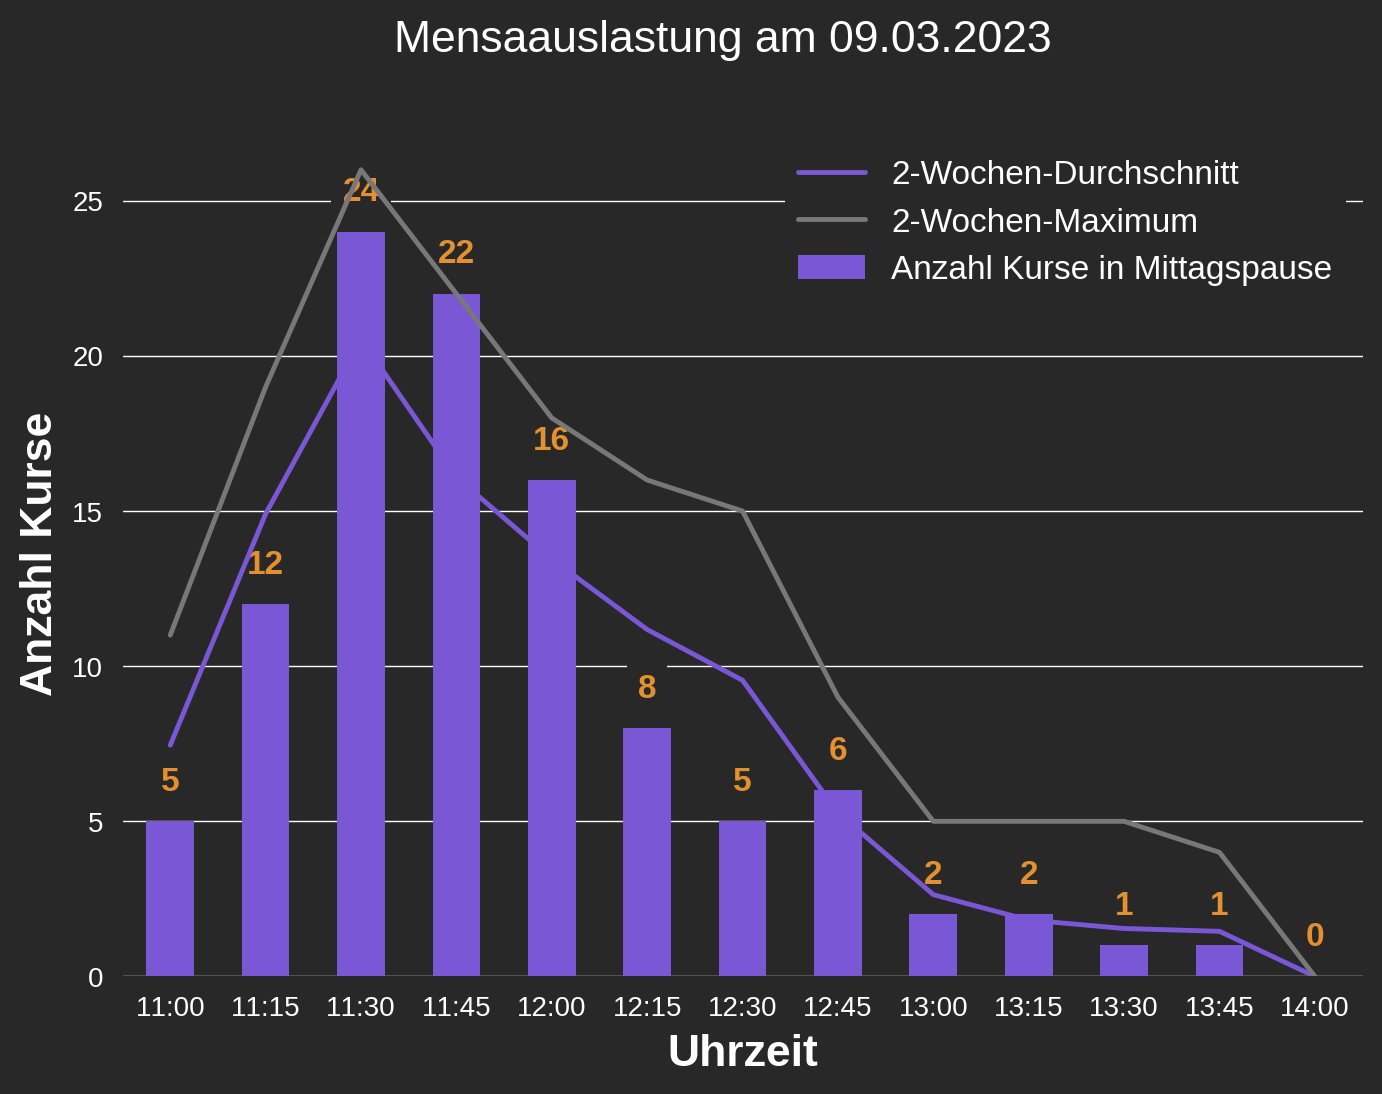 Mensaauslastung am 09.03.2023
2-Wochen-Durchschnitt
2-Wochen-Maximum
Anzahl Kurse in Mittagspause
Anzahl Kurse
25
20
15
10
5
0
5
12
24
22
16
8
5
6
2
2
1
1
0
11:00 11:15 11:30 11:45 12:00 12:15 12:30 12:45 13:00 13:15 13:30 13:45 14:00
Uhrzeit